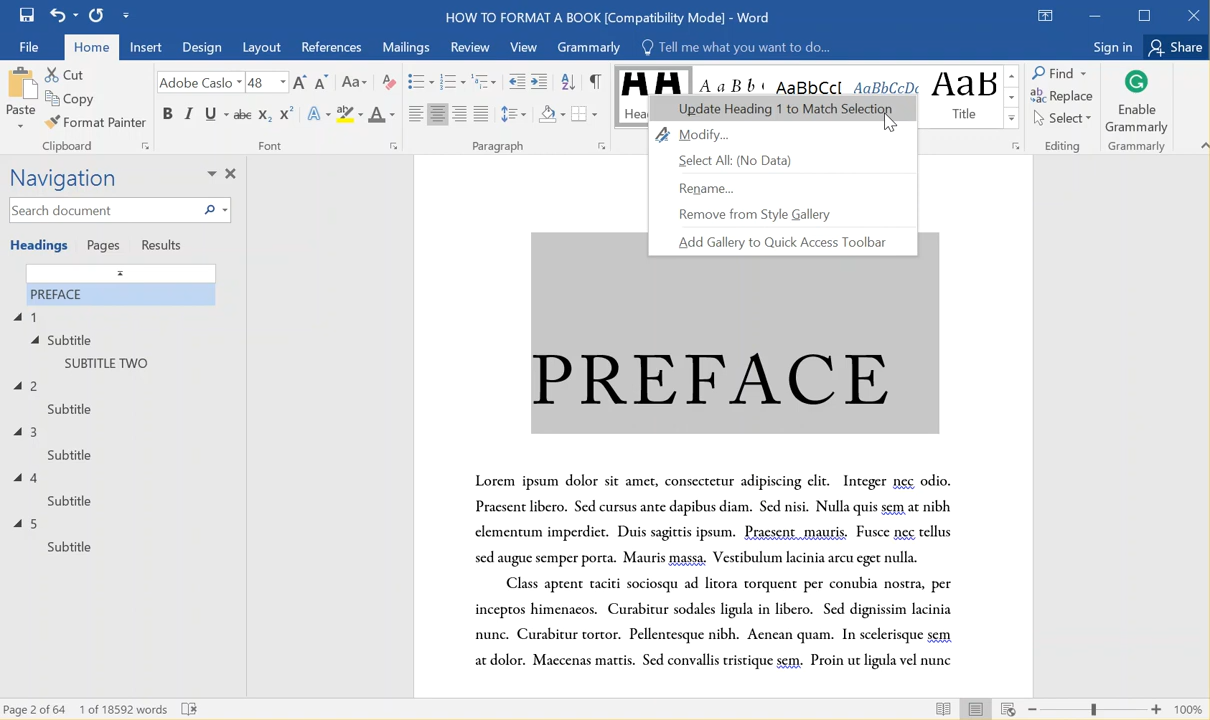 HOW TO FORMAT A BOOK [Compatibility Mode] - Word
File Home Insert Design Layout References Mailings Review View Grammarly Tell me what you want to do... Sign in Share
Paste
Cut
Copy
Format Painter
Clipboard
Adobe Caslo 48
Aa
B I U abc X₂ X²
A A
Font
Paragraph
AaBb
AaBbCcI
AaBbCcDc
AaB
Title
Find
Replace
Select
Editing
Enable
Grammarly
Grammarly
Update Heading 1 to Match Selection
Modify...
Select All: (No Data)
Rename...
Remove from Style Gallery
Add Gallery to Quick Access Toolbar
Navigation
Search document
Headings Pages Results
PREFACE
1
Subtitle
SUBTITLE TWO
2
Subtitle
3
Subtitle
4
Subtitle
5
Subtitle
PREFACE
Lorem ipsum dolor sit amet, consectetur adipiscing elit. Integer nec odio.
Praesent libero. Sed cursus ante dapibus diam. Sed nisi. Nulla quis sem at nibh
elementum imperdiet. Duis sagittis ipsum. Praesent mauris. Fusce nec tellus
sed augue semper porta. Mauris massa. Vestibulum lacinia arcu eget nulla.
Class aptent taciti sociosqu ad litora torquent per conubia nostra, per
inceptos himenaeos. Curabitur sodales ligula in libero. Sed dignissim lacinia
nunc. Curabitur tortor. Pellentesque nibh. Aenean quam. In scelerisque sem
at dolor. Maecenas mattis. Sed convallis tristique sem. Proin ut ligula vel nunc
Page 2 of 64 1 of 18592 words
100%